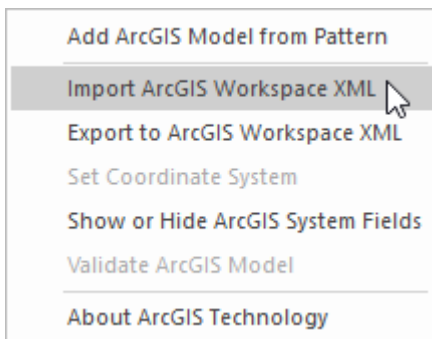 Add ArcGIS Model from Pattern
Import ArcGIS Workspace XML
Export to ArcGIS Workspace XML
Set Coordinate System
Show or Hide ArcGIS System Fields
Validate ArcGIS Model
About ArcGIS Technology